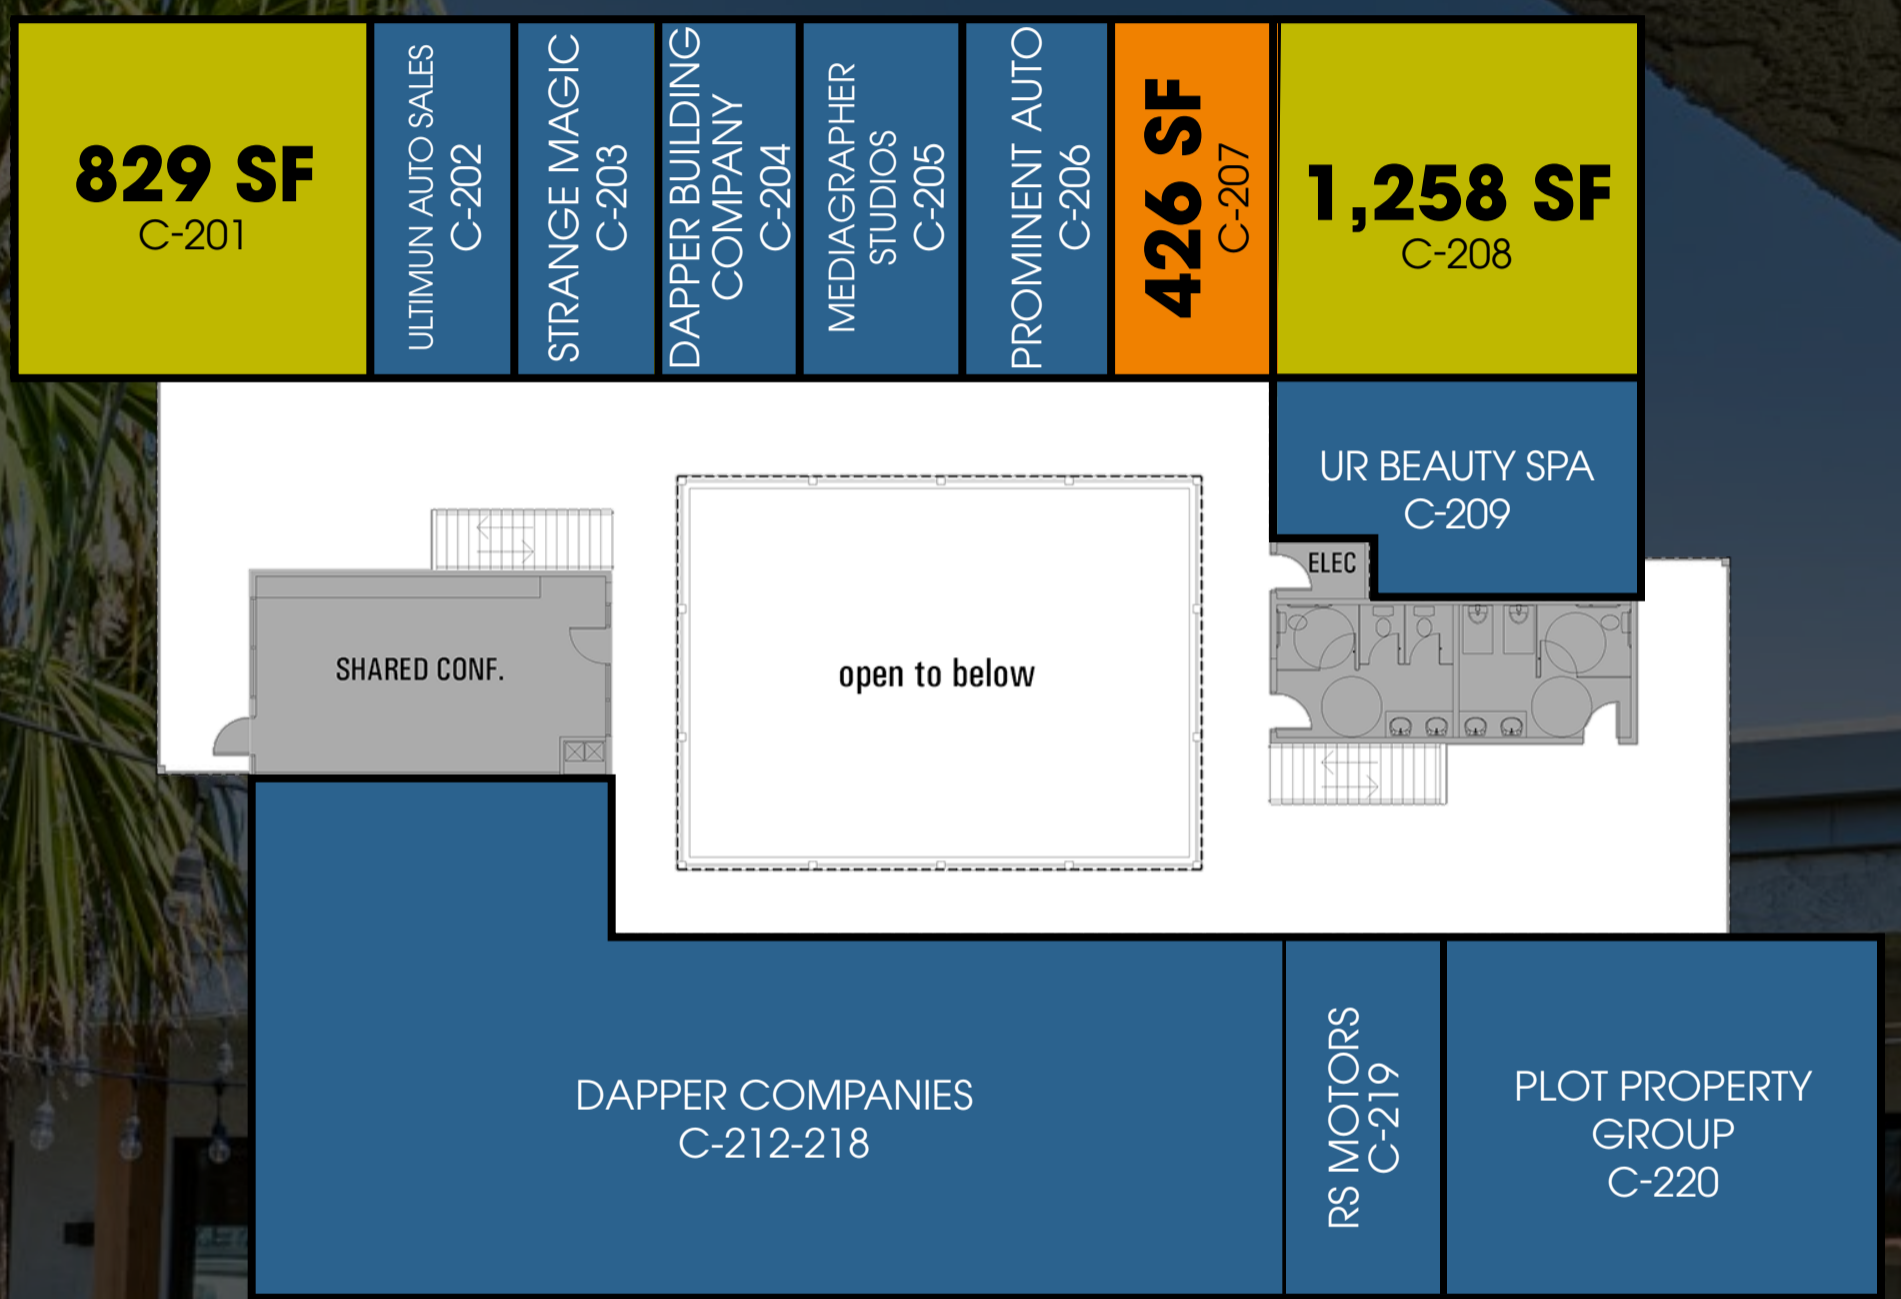 829 SF
C-201
ULTIMUN AUTO SALES
C-202
STRANGE MAGIC
C-203
DAPPER BUILDING
COMPANY
C-204
MEDIAGRAPHER
STUDIOS
C-205
PROMINENT AUTO
C-206
426 SF
C-207
1,258 SF
C-208
UR BEAUTY SPA
C-209
ELEC
SHARED CONF.
open to below
DAPPER COMPANIES
C-212-218
RS MOTORS
C-219
PLOT PROPERTY
GROUP
C-220